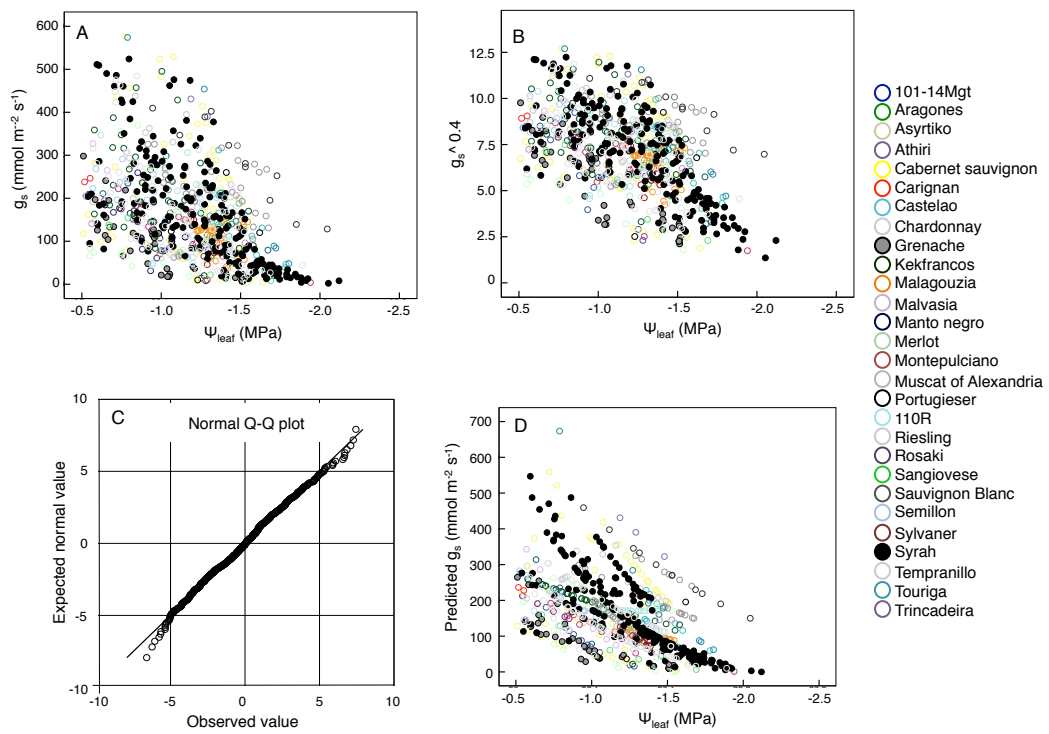 A
600
500
400
300
200
100
0
gs (mmol m⁻² s⁻¹)
-0.5 -1.0 -1.5 -2.0 -2.5
Ψleaf (MPa)
B
12.5
10.0
7.5
5.0
2.5
0
gs^ 0.4
-0.5 -1.0 -1.5 -2.0 -2.5
Ψleaf (MPa)
101-14Mgt
Aragones
Asyrtiko
Athiri
Cabernet sauvignon
Carignan
Castelao
Chardonnay
Grenache
Kekfrancos
Malagouzia
Malvasia
Manto negro
Merlot
Montepulciano
Muscat of Alexandria
Portugieser
110R
Riesling
Rosaki
Sangiovese
Sauvignon Blanc
Semillon
Sylvaner
Syrah
Tempranillo
Touriga
Trincadeira
C
Normal Q-Q plot
10
5
0
-5
-10
Expected normal value
-10 -5 0 5 10
Observed value
D
700
600
500
400
300
200
100
0
Predicted gs (mmol m⁻² s⁻¹)
-0.5 -1.0 -1.5 -2.0 -2.5
Ψleaf (MPa)